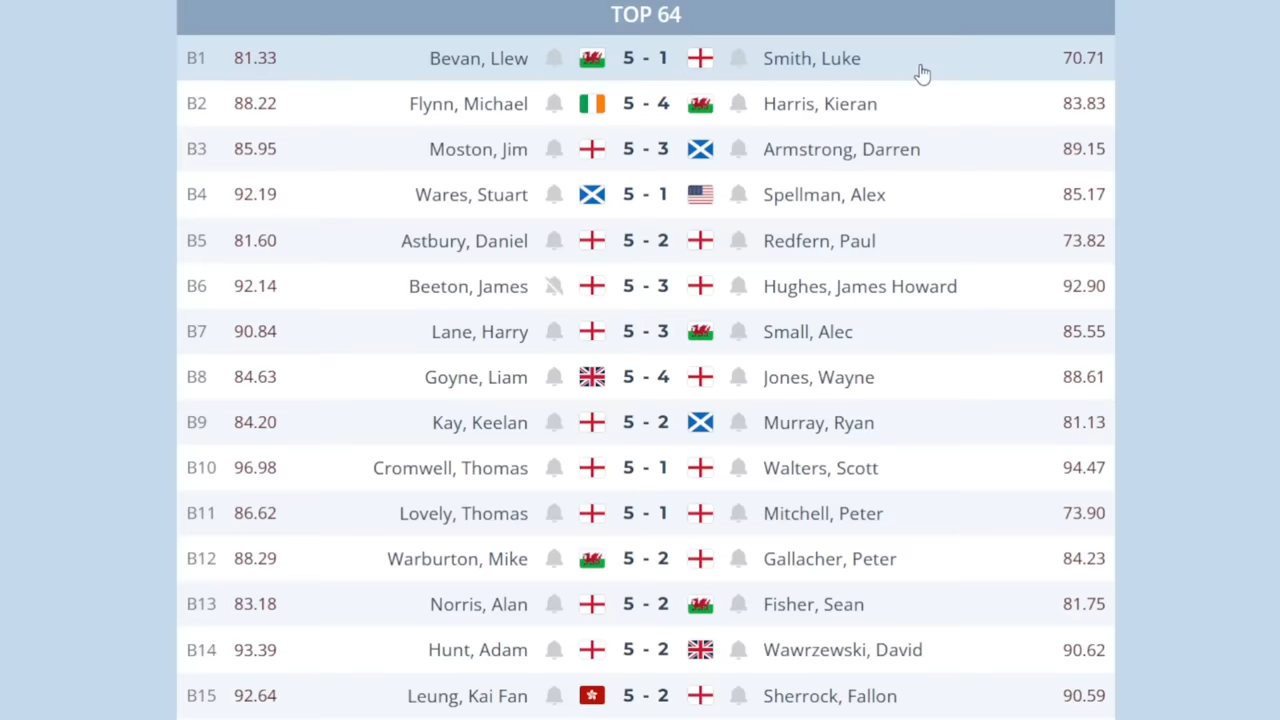 TOP 64
B1 81.33 Bevan, Llew 5 - 1 Smith, Luke 70.71
B2 88.22 Flynn, Michael 5 - 4 Harris, Kieran 83.83
B3 85.95 Moston, Jim 5 - 3 Armstrong, Darren 89.15
B4 92.19 Wares, Stuart 5 - 1 Spellman, Alex 85.17
B5 81.60 Astbury, Daniel 5 - 2 Redfern, Paul 73.82
B6 92.14 Beeton, James 5 - 3 Hughes, James Howard 92.90
B7 90.84 Lane, Harry 5 - 3 Small, Alec 85.55
B8 84.63 Goyne, Liam 5 - 4 Jones, Wayne 88.61
B9 84.20 Kay, Keelan 5 - 2 Murray, Ryan 81.13
B10 96.98 Cromwell, Thomas 5 - 1 Walters, Scott 94.47
B11 86.62 Lovely, Thomas 5 - 1 Mitchell, Peter 73.90
B12 88.29 Warburton, Mike 5 - 2 Gallacher, Peter 84.23
B13 83.18 Norris, Alan 5 - 2 Fisher, Sean 81.75
B14 93.39 Hunt, Adam 5 - 2 Wawrzewski, David 90.62
B15 92.64 Leung, Kai Fan 5 - 2 Sherrock, Fallon 90.59